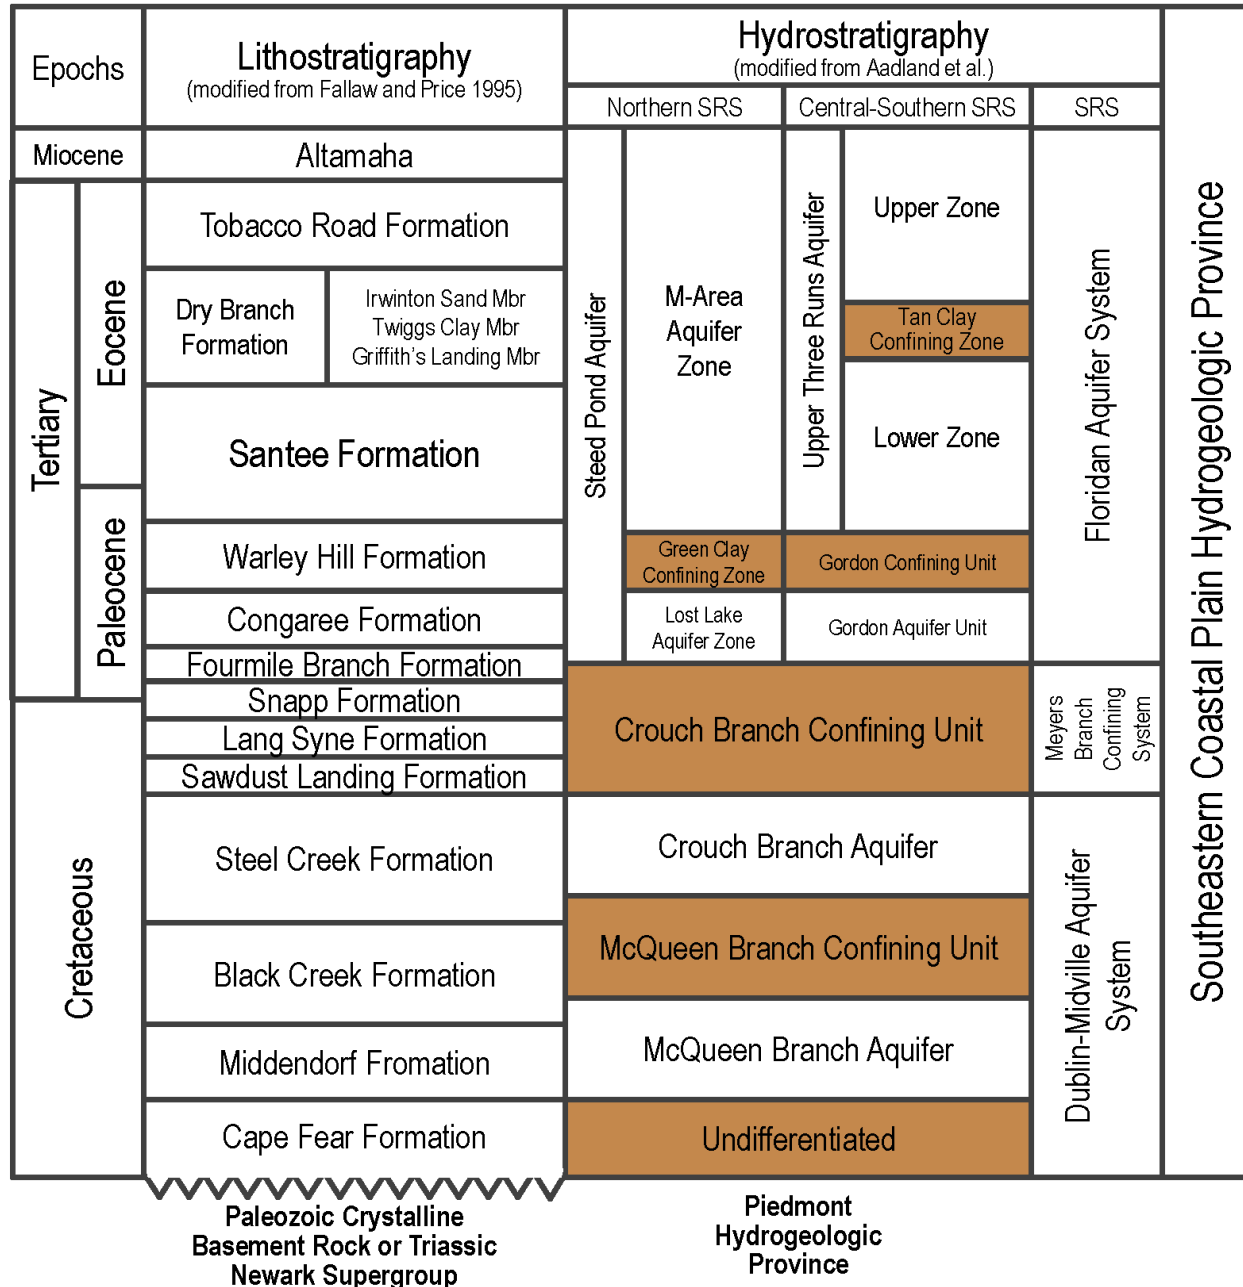 Epochs
Lithostratigraphy
(modified from Fallaw and Price 1995)
Hydrostratigraphy
(modified from Aadland et al.)
Northern SRS
Central-Southern SRS
SRS
Southeastern Coastal Plain Hydrogeologic Province
Miocene
Altamaha
Tertiary
Eocene
Tobacco Road Formation
Dry Branch
Formation
Irwinton Sand Mbr
Twiggs Clay Mbr
Griffith's Landing Mbr
Santee Formation
Paleocene
Warley Hill Formation
Congaree Formation
Fourmile Branch Formation
Snapp Formation
Lang Syne Formation
Sawdust Landing Formation
Cretaceous
Steel Creek Formation
Black Creek Formation
Middendorf Fromation
Cape Fear Formation
Steed Pond Aquifer
M-Area
Aquifer
Zone
Green Clay
Confining Zone
Lost Lake
Aquifer Zone
Upper Three Runs Aquifer
Upper Zone
Tan Clay
Confining Zone
Lower Zone
Gordon Confining Unit
Gordon Aquifer Unit
Floridan Aquifer System
Crouch Branch Confining Unit
Meyers
Branch
Confining
System
Crouch Branch Aquifer
McQueen Branch Confining Unit
McQueen Branch Aquifer
Undifferentiated
Dublin-Midville Aquifer
System
Paleozoic Crystalline
Basement Rock or Triassic
Newark Supergroup
Piedmont
Hydrogeologic
Province